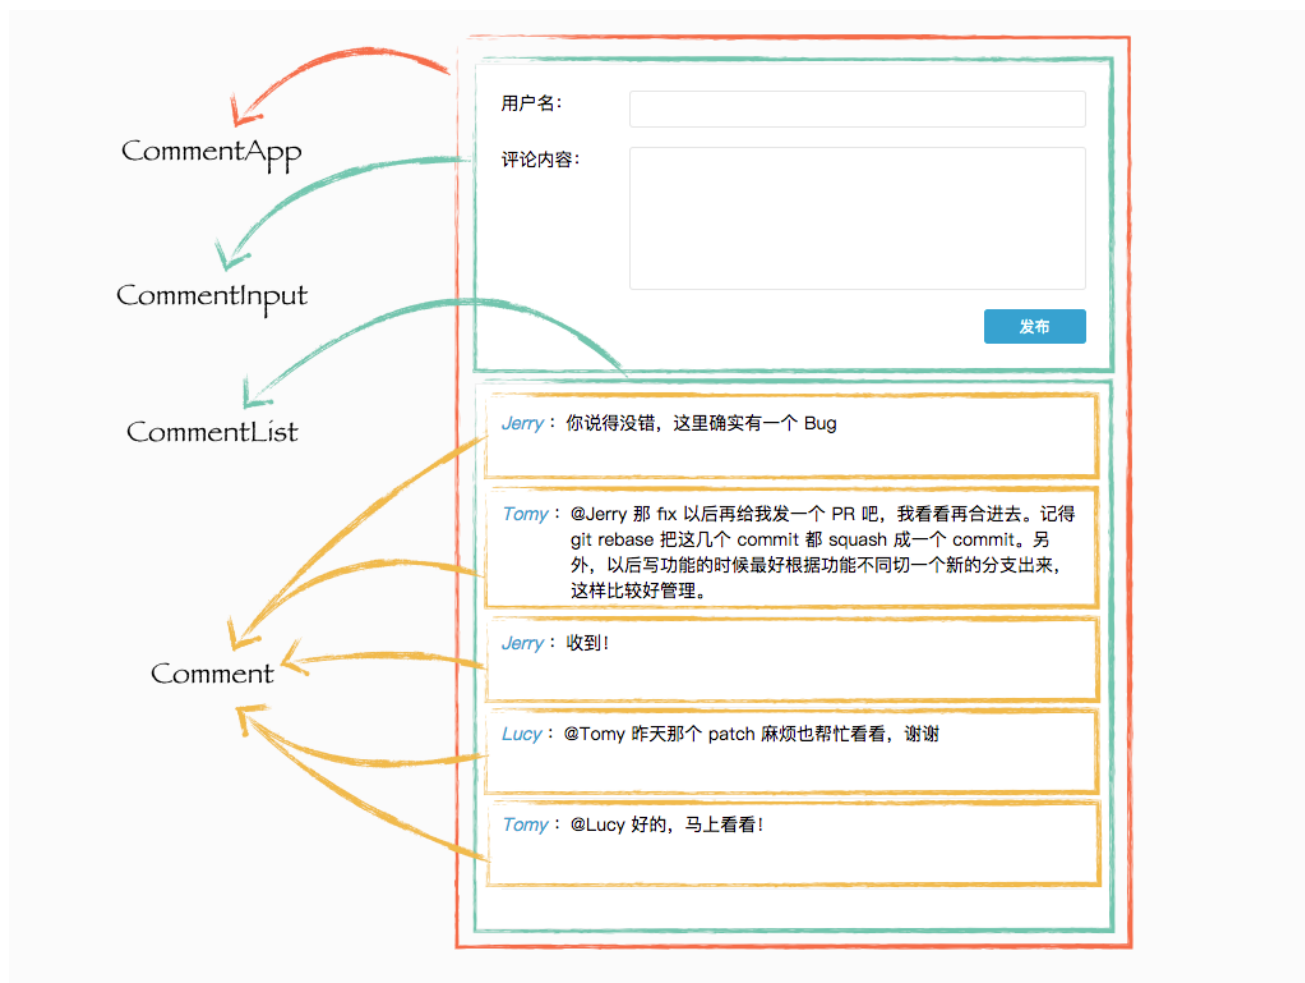 CommentApp
CommentInput
CommentList
Comment
用户名：
评论内容：
发布
Jerry：你说得没错，这里确实有一个 Bug
Tomy：@Jerry 那 fix 以后再给我发一个 PR 吧，我看看再合进去。记得
git rebase 把这几个 commit 都 squash 成一个 commit。另
外，以后写功能的时候最好根据功能不同切一个新的分支出来，
这样比较好管理。
Jerry：收到！
Lucy：@Tomy 昨天那个 patch 麻烦也帮忙看看，谢谢
Tomy：@Lucy 好的，马上看看！